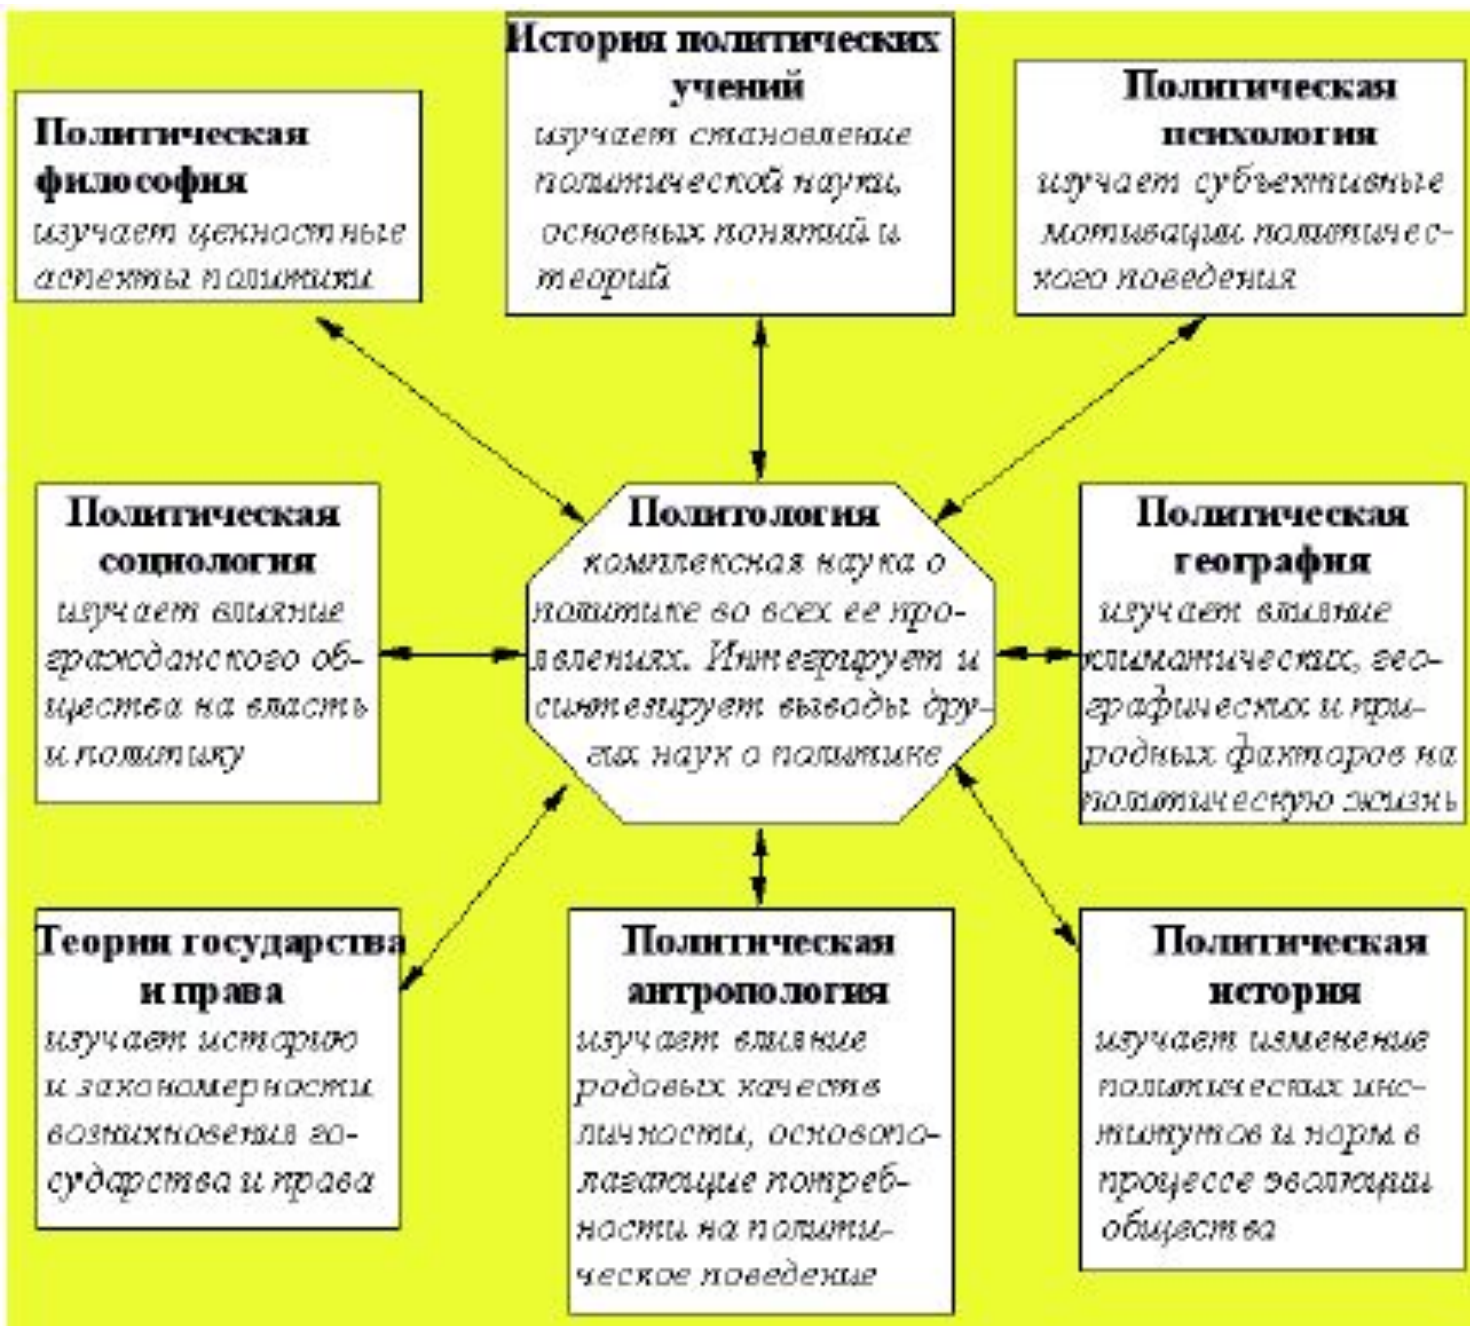 Политическая
философия
изучает ценностные
аспекты политики
История политических
учений
изучает становление
политической науки,
основных понятий и
теорий
Политическая
психология
изучает субъективные
мотивации политичес-
кого поведения
Политическая
социология
изучает влияние
гражданского об-
щества на власть
и политику
Политология
комплексная наука о
политике во всех ее про-
явлениях. Интегрирует и
синтезирует выводы дру-
гих наук о политике
Политическая
география
изучает влияние
климатических, гео-
графических и при-
родных факторов на
политическую жизнь
Теория государства
и права
изучает историю
и закономерности
возникновения го-
сударства и права
Политическая
антропология
изучает влияние
родовых качеств
личности, осново­по-
лагающие потреб-
ности на полити-
ческое поведение
Политическая
история
изучает изменение
политических инс-
титутов и норм в
процессе эволюции
общества